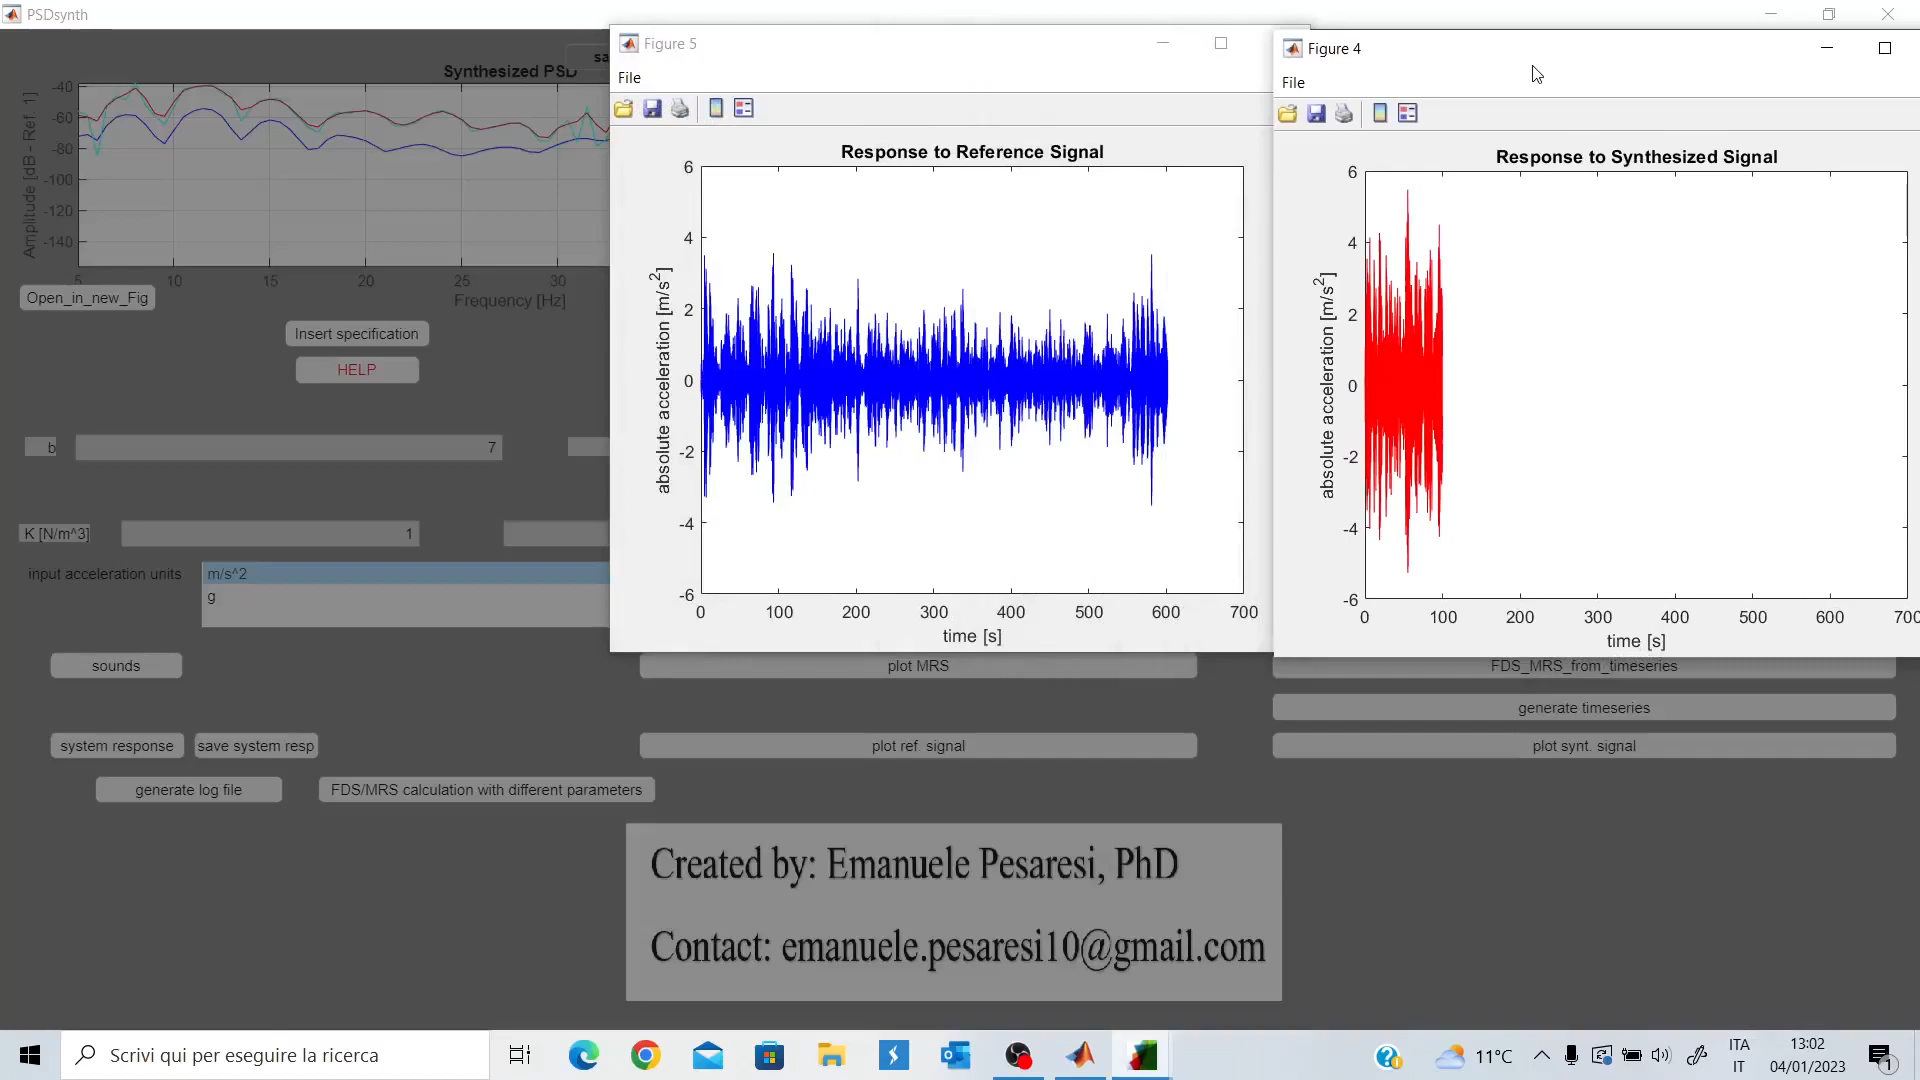 PSDsynth
Synthesized PSD
Amplitude [dB - Ref. 1]
-40
-60
-80
-100
-120
-140
5
10
15
20
25
30
Frequency [Hz]
Open_in_new_Fig
Insert specification
HELP
b
7
K [N/m^3]
1
input acceleration units
m/s^2
g
sounds
system response
save system resp
generate log file
FDS/MRS calculation with different parameters
Figure 5
File
Response to Reference Signal
absolute acceleration [m/s2]
6
4
2
0
-2
-4
-6
0
100
200
300
400
500
600
700
time [s]
plot MRS
plot ref. signal
Figure 4
File
Response to Synthesized Signal
absolute acceleration [m/s2]
6
4
2
0
-2
-4
-6
0
100
200
300
400
500
600
700
time [s]
FDS_MRS_from_timeseries
generate timeseries
plot synt. signal
Created by: Emanuele Pesaresi, PhD
Contact: emanuele.pesaresi10@gmail.com
Scrivi qui per eseguire la ricerca
11°C
ITA
IT
13:02
04/01/2023
1